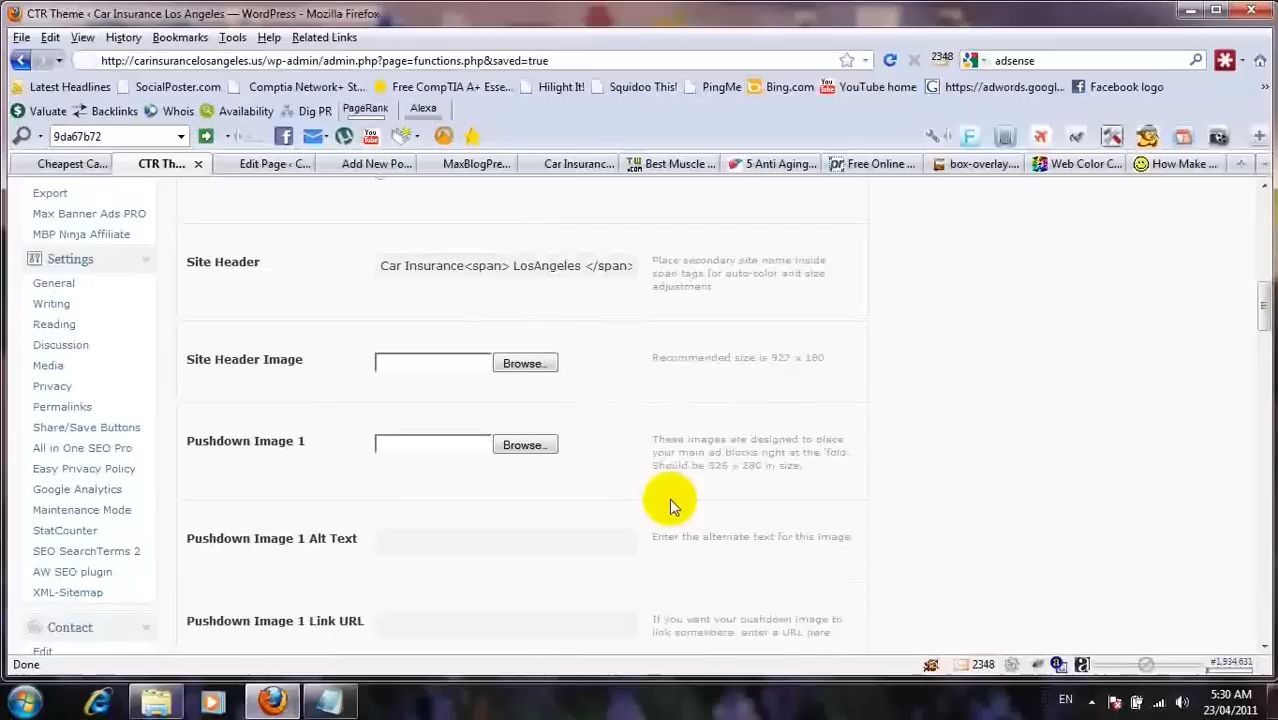 CTR Theme ‹ Car Insurance Los Angeles — WordPress - Mozilla Firefox
File Edit View History Bookmarks Tools Help Related Links
http://carinsurancelosangeles.us/wp-admin/admin.php?page=functions.php&saved=true 2348 adsense
Latest Headlines SocialPoster.com Comptia Network+ St... Free CompTIA A+ Esse... Hilight It! Squidoo This! PingMe Bing.com YouTube home https://adwords.googl... Facebook logo »
Valuate Backlinks Whois Availability Dig PR PageRank Alexa
9da67b72
Cheapest Ca... CTR Th... Edit Page ‹ C... Add New Po... MaxBlogPre... Car Insuranc... Best Muscle ... 5 Anti Aging... Free Online ... box-overlay.... Web Color C... How Make ...
Export
Max Banner Ads PRO
MBP Ninja Affiliate
Settings
General
Writing
Reading
Discussion
Media
Privacy
Permalinks
Share/Save Buttons
All in One SEO Pro
Easy Privacy Policy
Google Analytics
Maintenance Mode
StatCounter
SEO SearchTerms 2
AW SEO plugin
XML-Sitemap
Contact
Edit
Site Header Car Insurance<span> LosAngeles </span>
Place secondary site name inside
span tags for auto-color and size
adjustment
Site Header Image Browse... Recommended size is 927 x 180
Pushdown Image 1 Browse...
These images are designed to place
your main ad blocks right at the 'fold'.
Should be 326 x 280 in size.
Pushdown Image 1 Alt Text Enter the alternate text for this image
Pushdown Image 1 Link URL
If you want your pushdown image to
link somewhere, enter a URL here
Done 2348 #1,934,631
EN 5:30 AM
23/04/2011